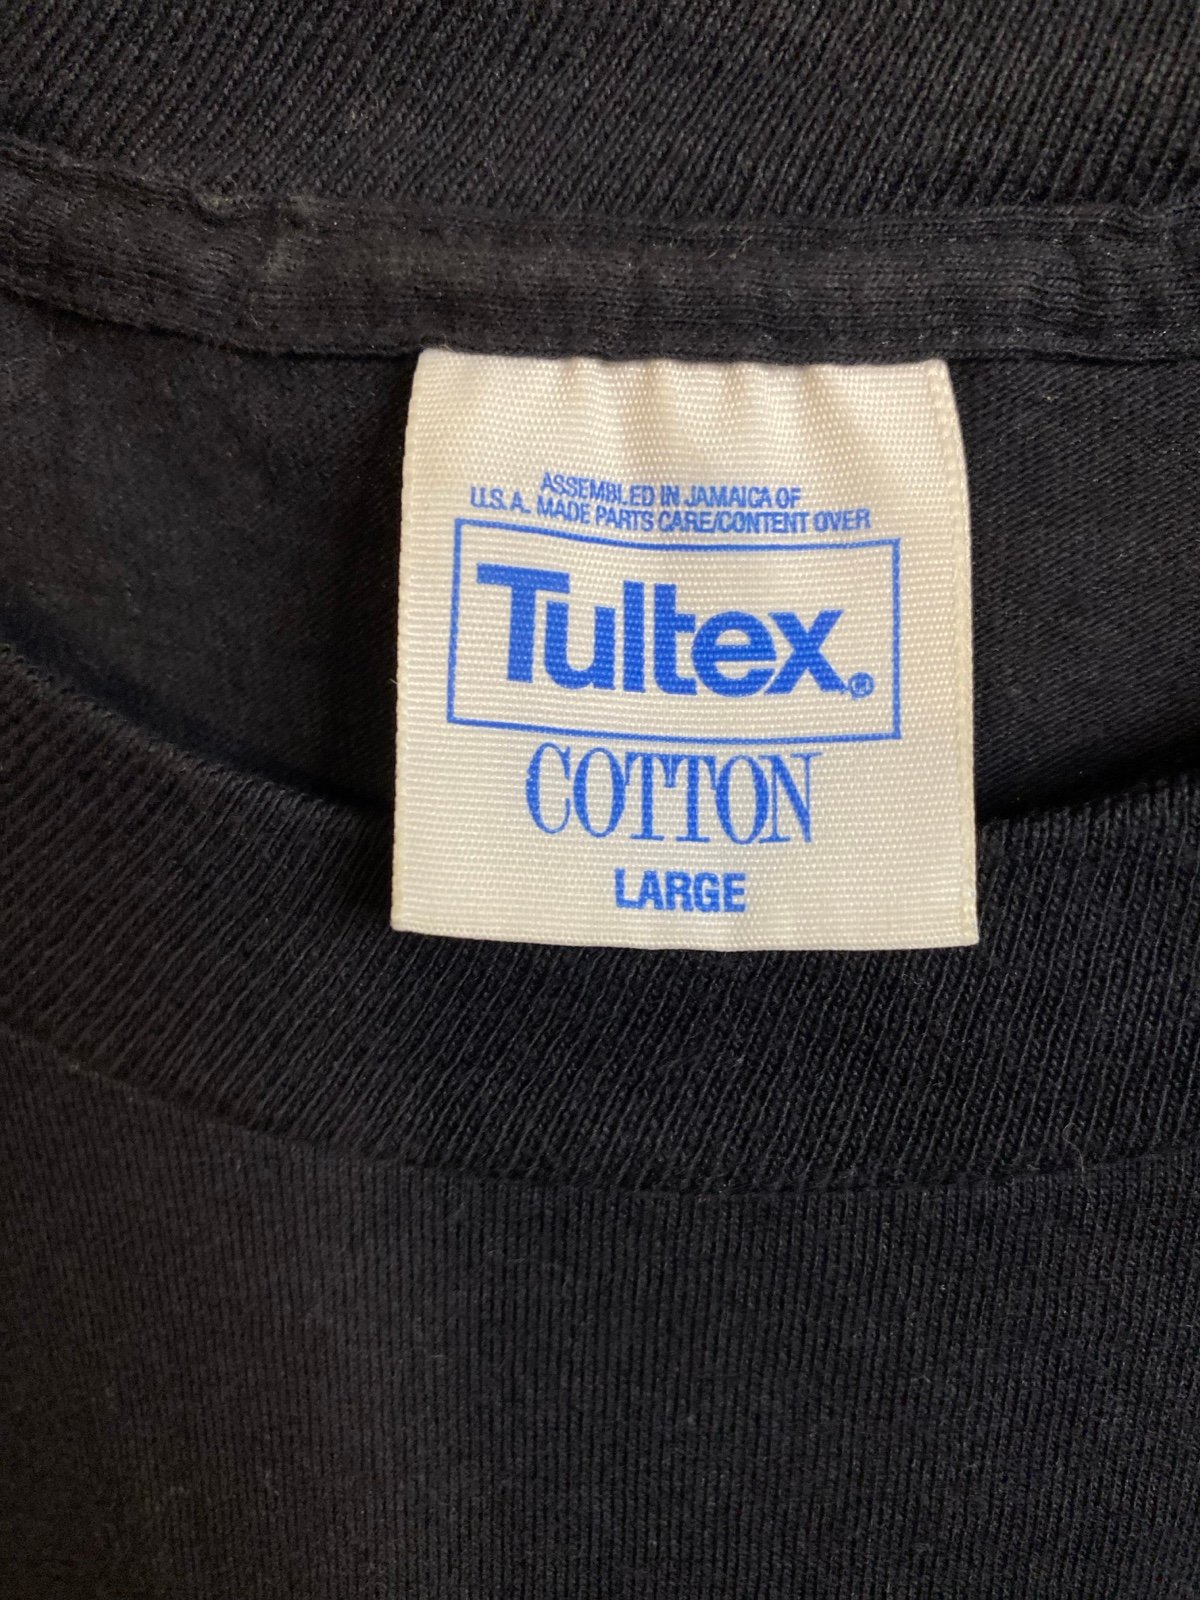 ASSEMBLED IN JAMAICA OF
U.S.A. MADE PARTS CARE/CONTENT OVER
Tultex®
COTTON
LARGE